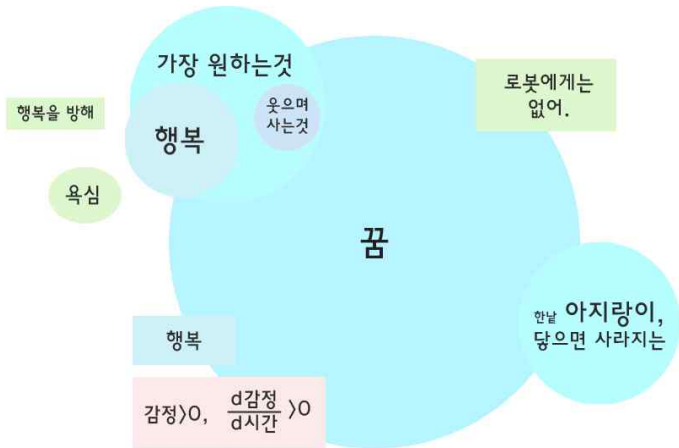 가장 원하는것
웃으며
사는것
행복
행복을 방해
욕심
로봇에게는
없어.
꿈
한낱 아지랑이,
닿으면 사라지는
행복
감정>0, d감정/d시간 >0